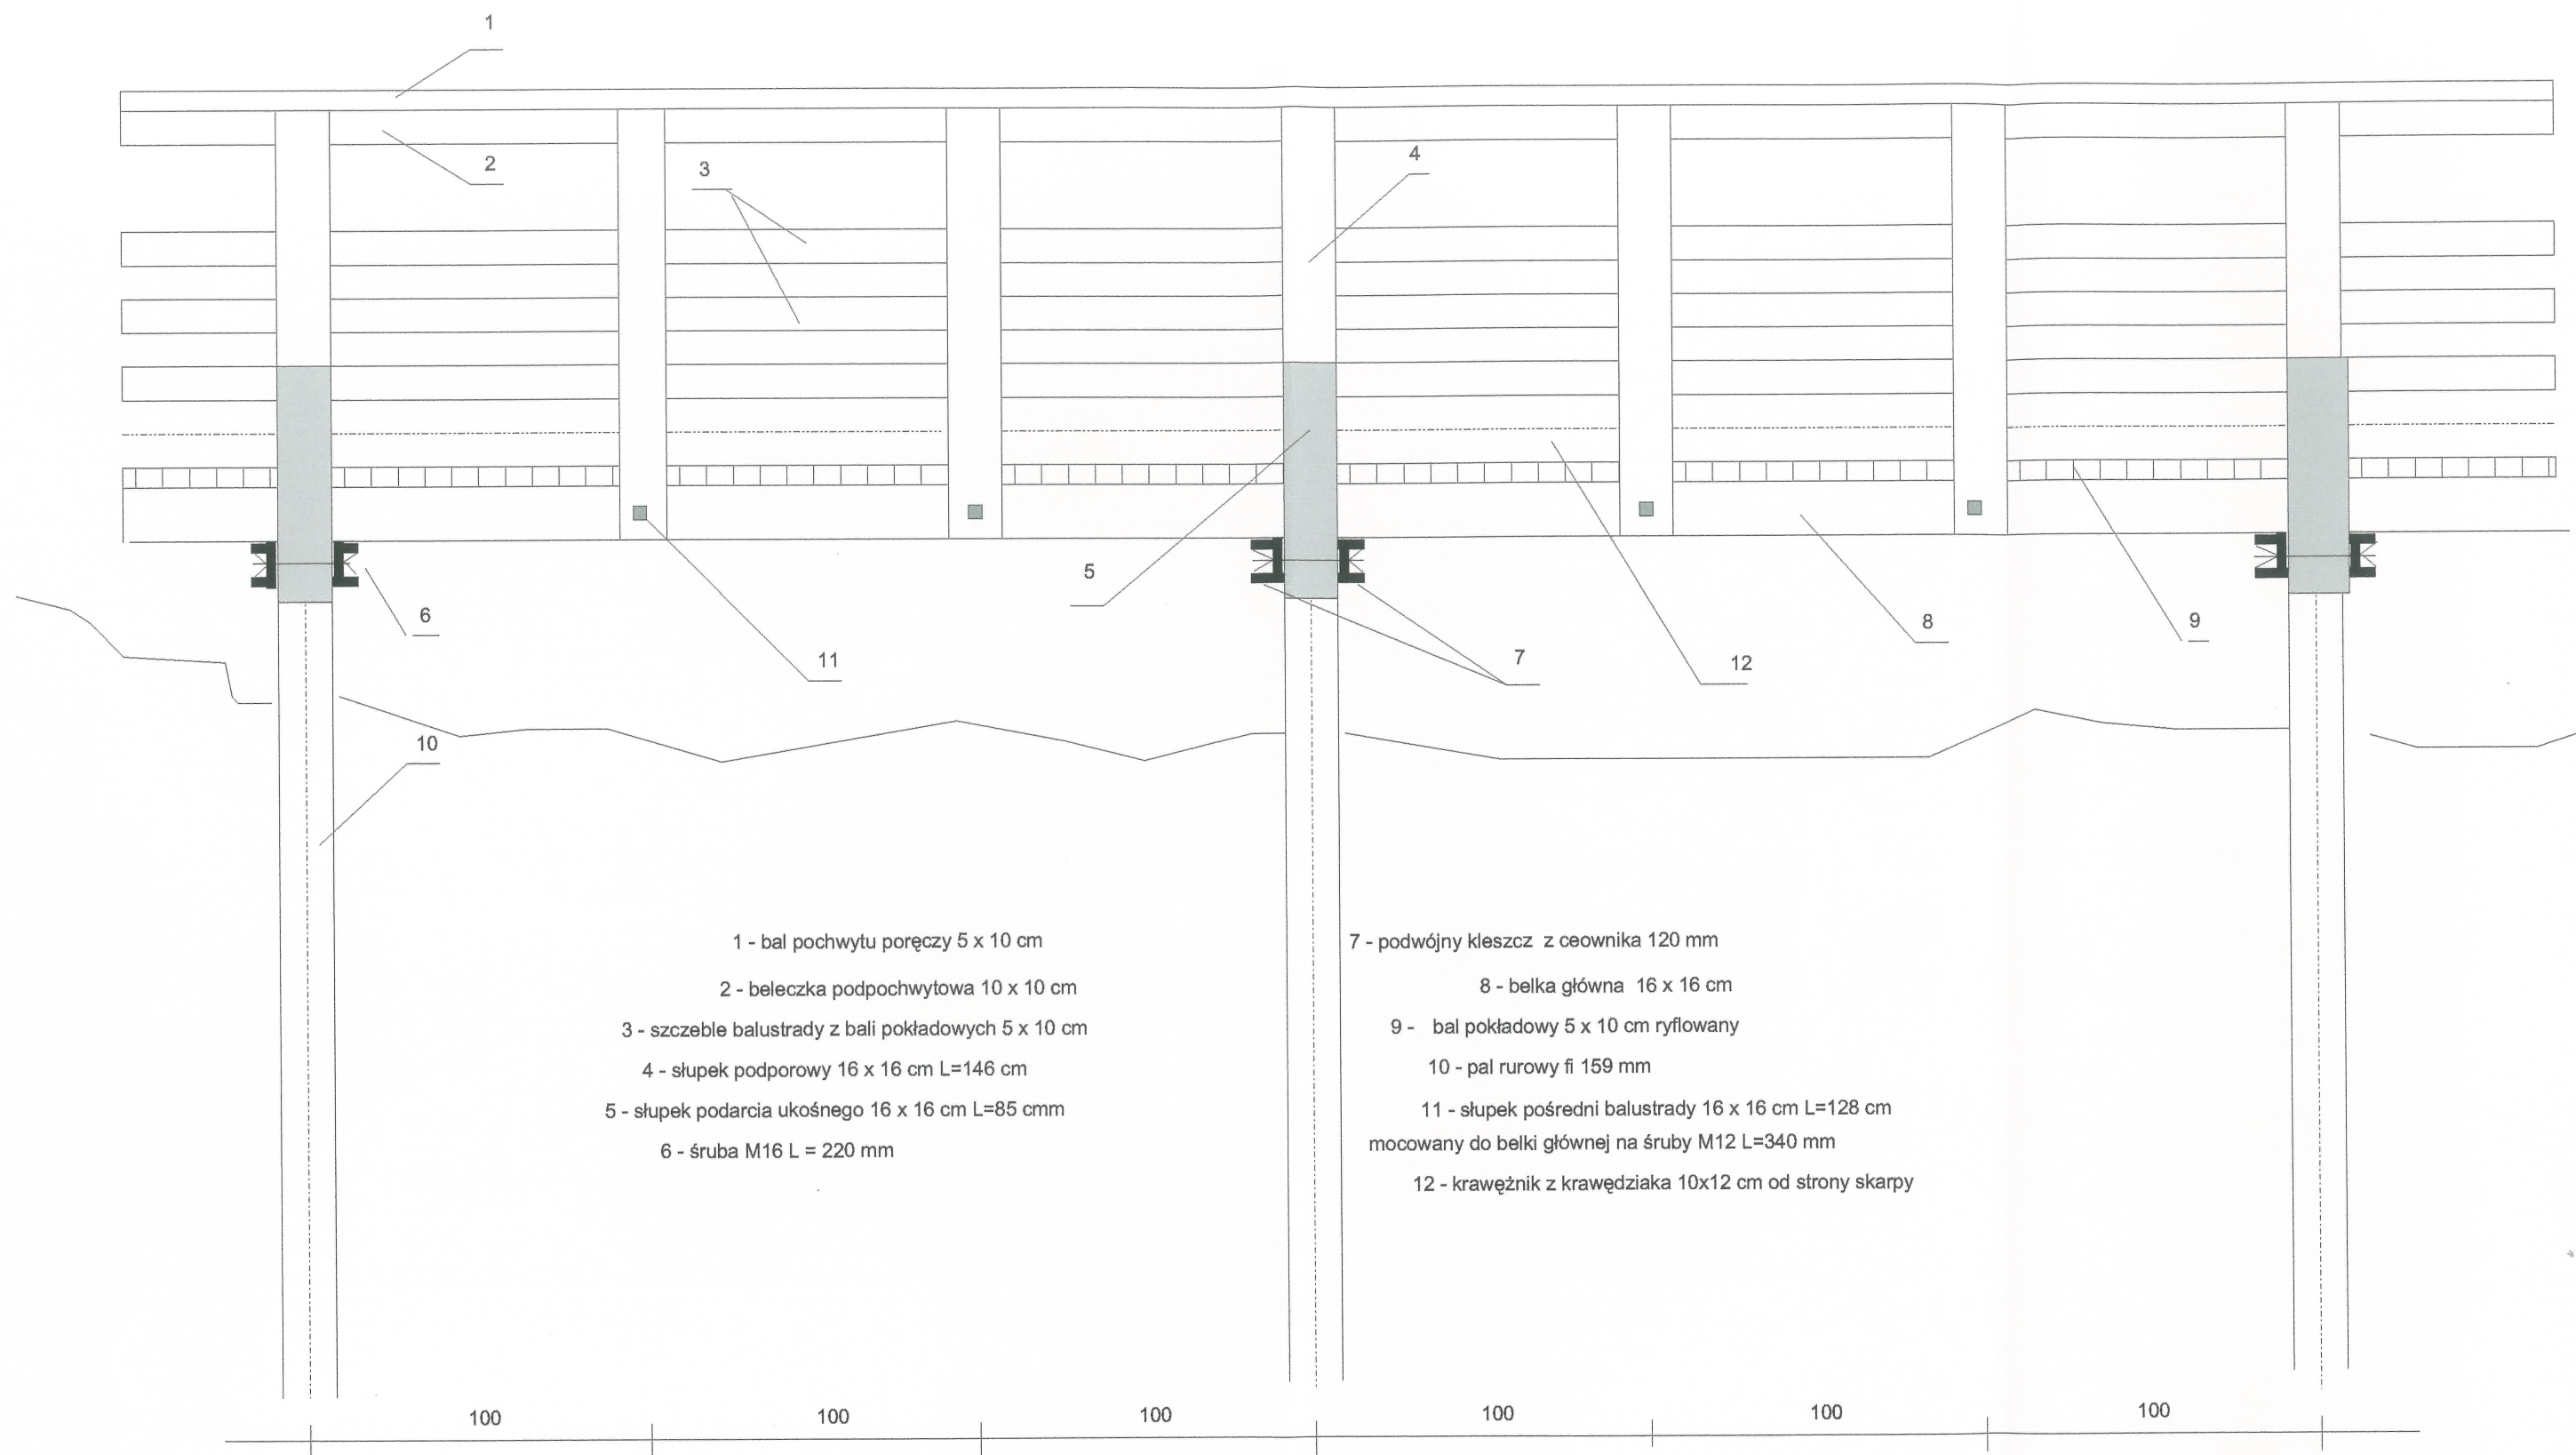 1
2
3
4
5
6
7
8
9
11
12
10
1 - bal pochwytu poręczy 5 x 10 cm
2 - beleczka podpochwytowa 10 x 10 cm
3 - szczeble balustrady z bali pokładowych 5 x 10 cm
4 - słupek podporowy 16 x 16 cm L=146 cm
5 - słupek podarcia ukośnego 16 x 16 cm L=85 cmm
6 - śruba M16 L = 220 mm
7 - podwójny kleszcz z ceownika 120 mm
8 - belka główna 16 x 16 cm
9 - bal pokładowy 5 x 10 cm ryflowany
10 - pal rurowy fi 159 mm
11 - słupek pośredni balustrady 16 x 16 cm L=128 cm
mocowany do belki głównej na śruby M12 L=340 mm
12 - krawężnik z krawędziaka 10x12 cm od strony skarpy
100
100
100
100
100
100